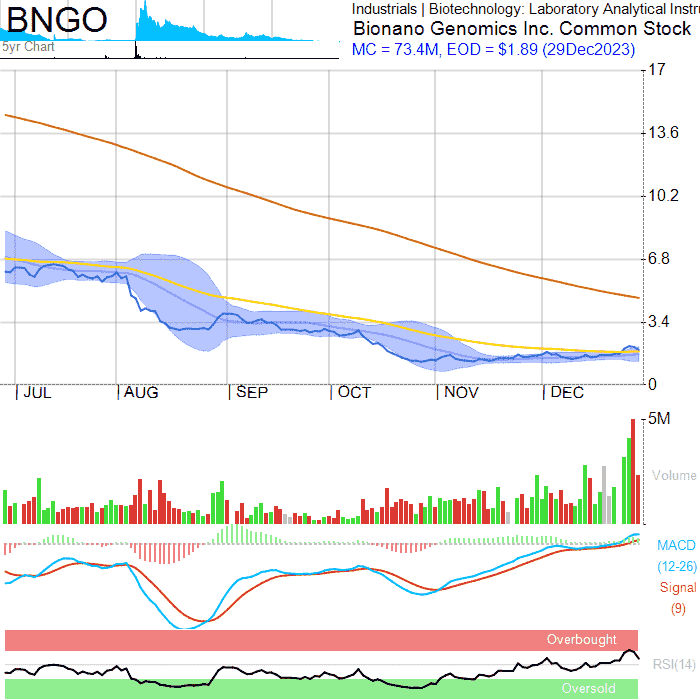 BNGO
5yr Chart
Industrials | Biotechnology: Laboratory Analytical Instru
Bionano Genomics Inc. Common Stock
MC = 73.4M, EOD = $1.89 (29Dec2023)
17
13.6
10.2
6.8
3.4
0
JUL AUG SEP OCT NOV DEC
5M
Volume
MACD
(12-26)
Signal
(9)
Overbought
RSI(14)
Oversold